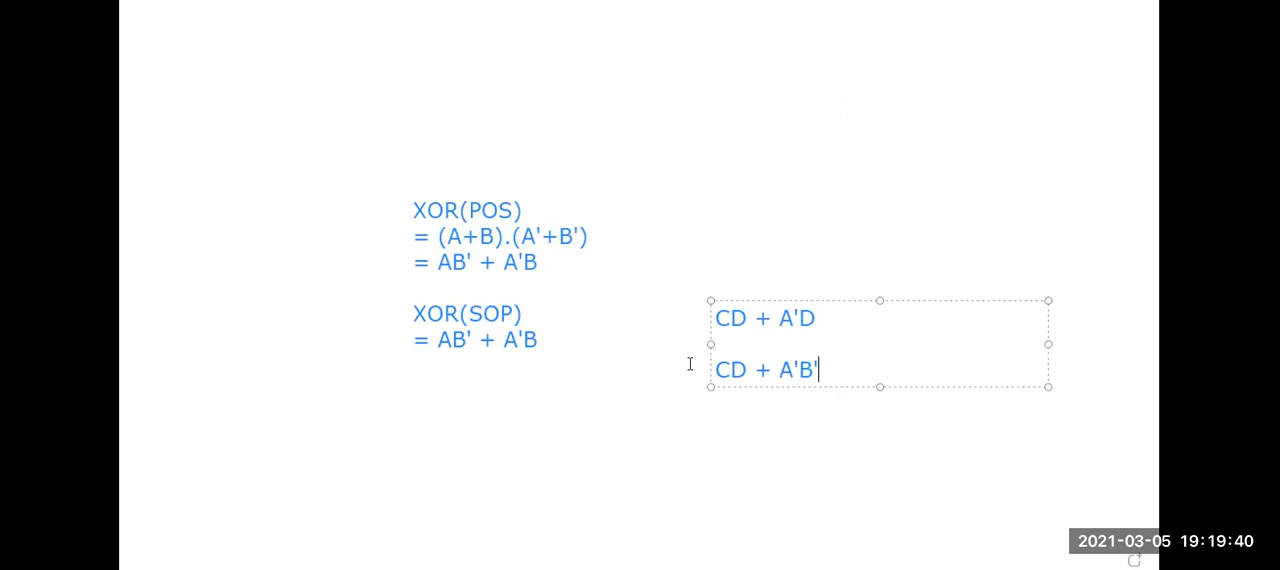 XOR(POS)
= (A+B).(A'+B')
= AB' + A'B
XOR(SOP)
= AB' + A'B
CD + A'D
CD + A'B'
2021-03-05 19:19:40